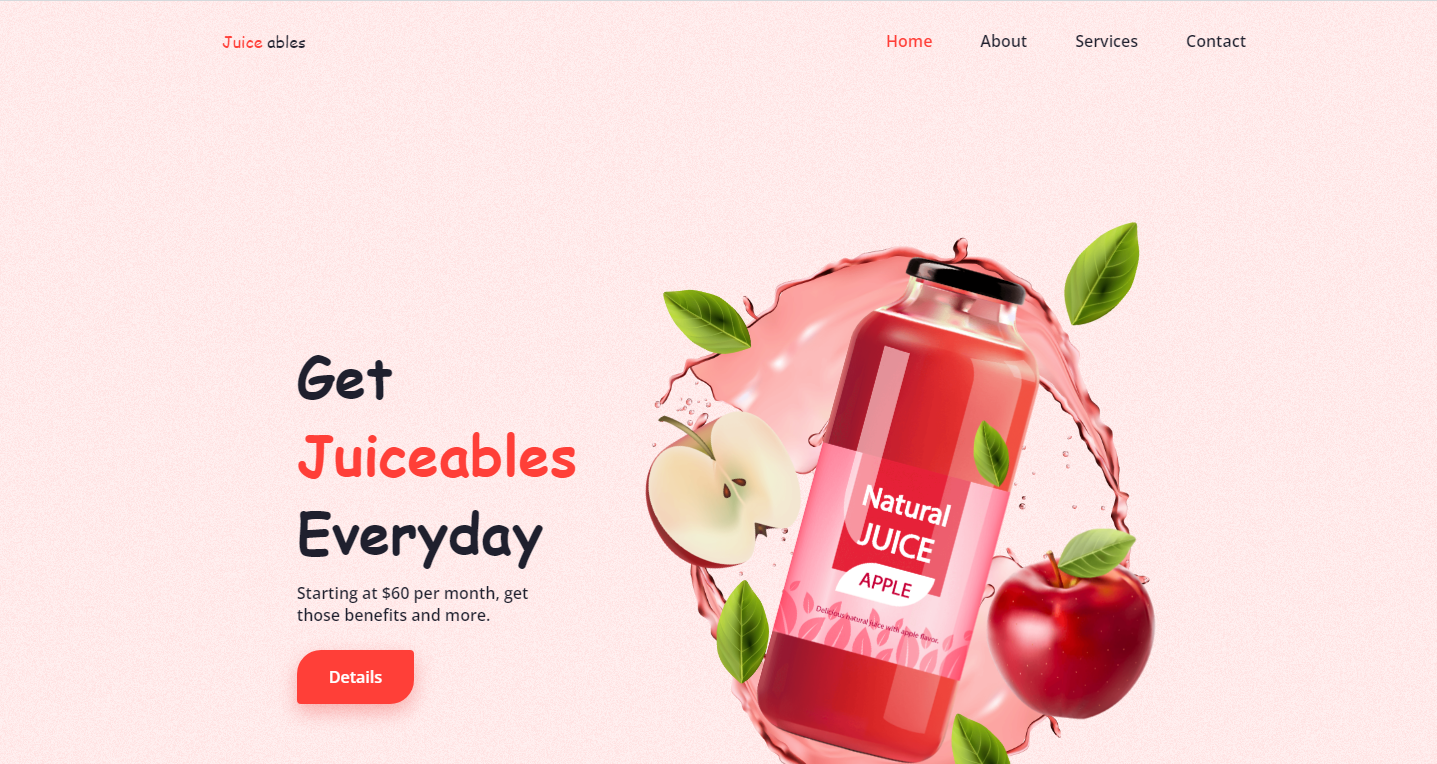 Juice ables
Home
About
Services
Contact
Get
Juiceables
Everyday
Starting at $60 per month, get
those benefits and more.
Details
Natural
JUICE
APPLE
Delicious natural juice with apple flavor.